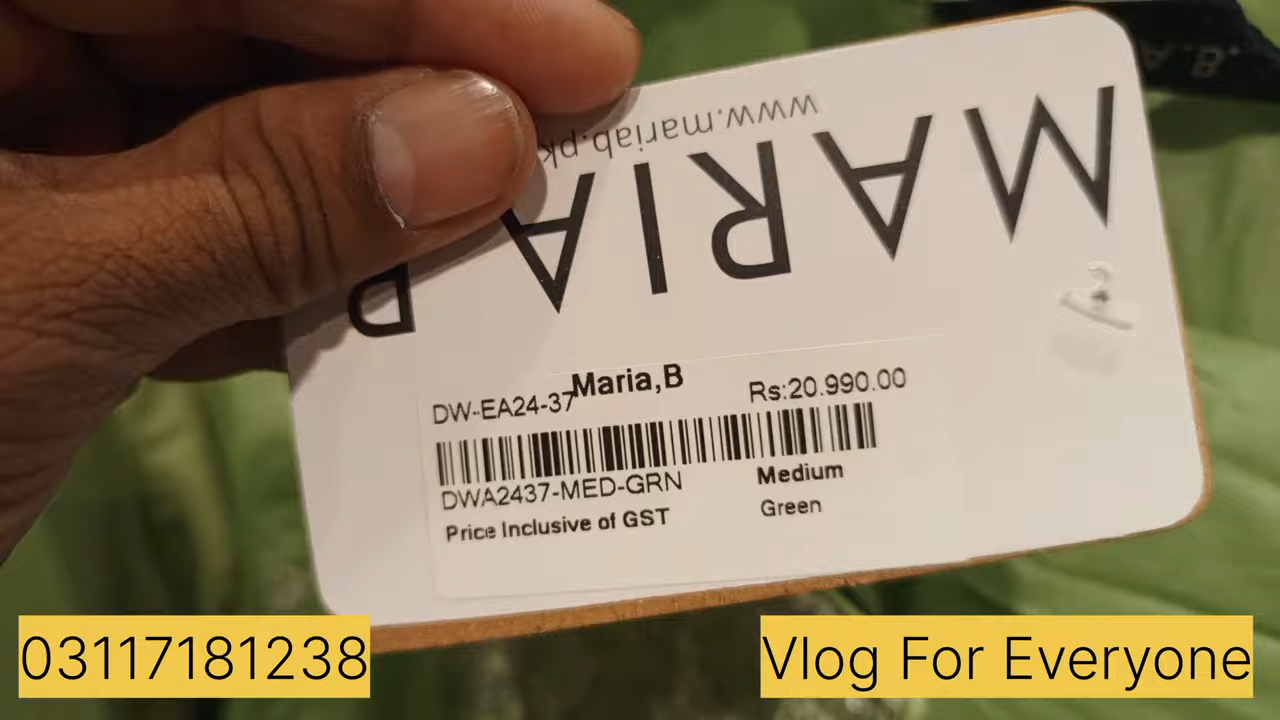 www.mariab.pk
MARIA B
Maria,B
DW-EA24-37
Rs:20.990.00
DWA2437-MED-GRN
Medium
Price Inclusive of GST
Green
03117181238
Vlog For Everyone